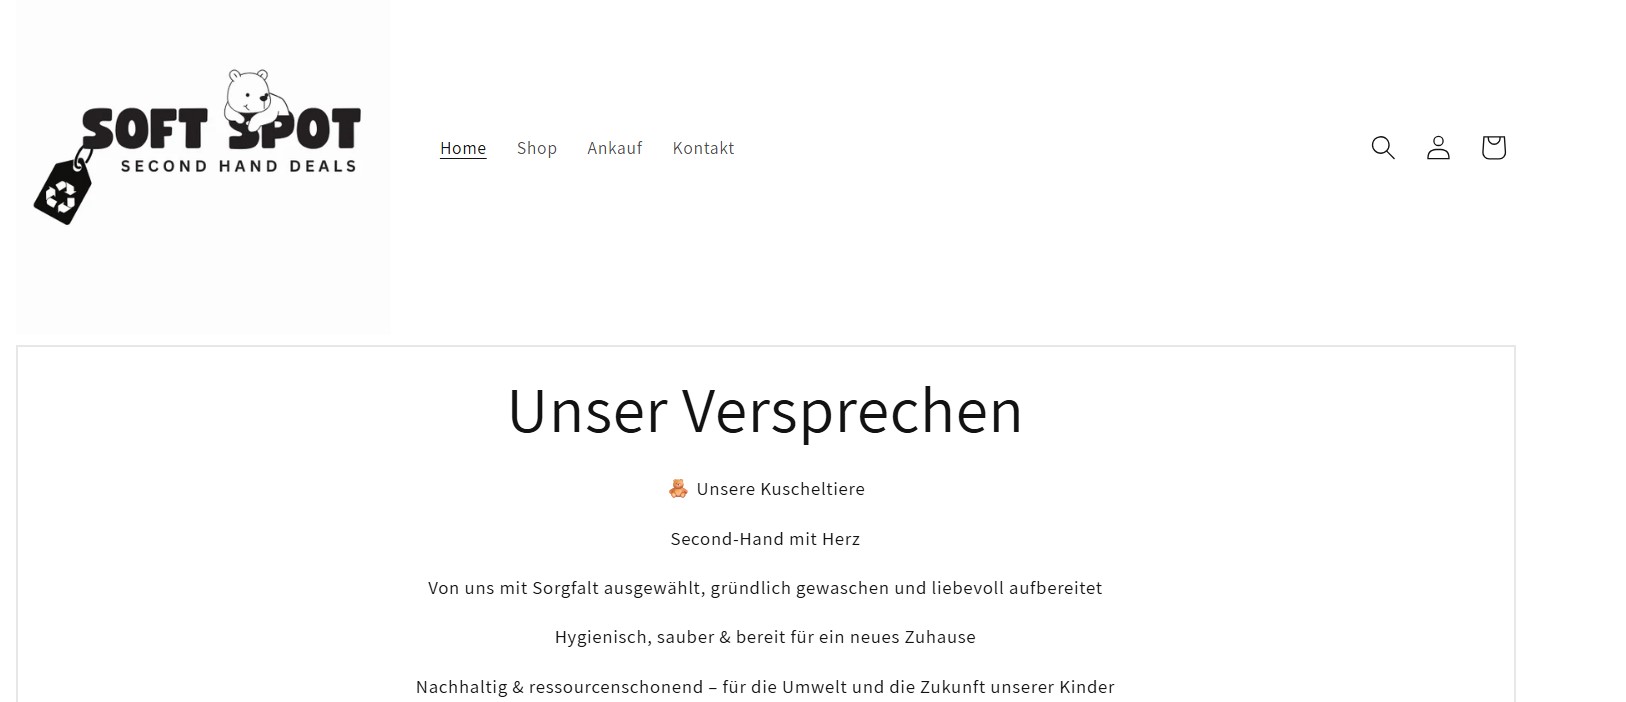 SOFT SPOT
SECOND HAND DEALS
Home Shop Ankauf Kontakt
Unser Versprechen
🧸 Unsere Kuscheltiere
Second-Hand mit Herz
Von uns mit Sorgfalt ausgewählt, gründlich gewaschen und liebevoll aufbereitet
Hygienisch, sauber & bereit für ein neues Zuhause
Nachhaltig & ressourcenschonend – für die Umwelt und die Zukunft unserer Kinder